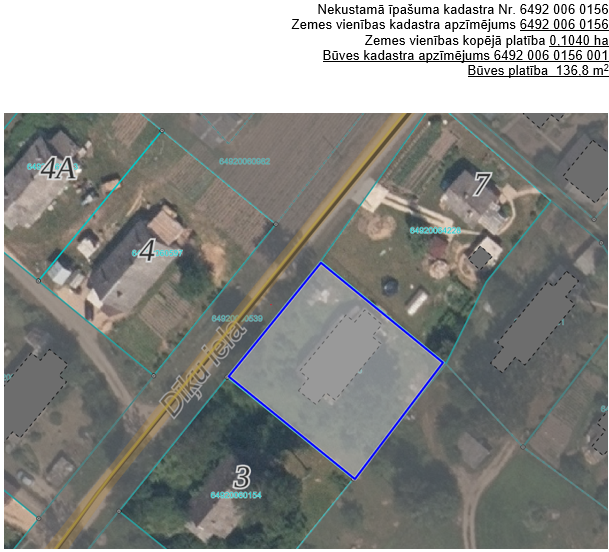 Nekustamā īpašuma kadastra Nr. 6492 006 0156
Zemes vienības kadastra apzīmējums 6492 006 0156
Zemes vienības kopējā platība 0,1040 ha
Būves kadastra apzīmējums 6492 006 0156 001
Būves platība 136,8 m²
4A
64920060982
7
4
Dīķu iela
3
64920060154